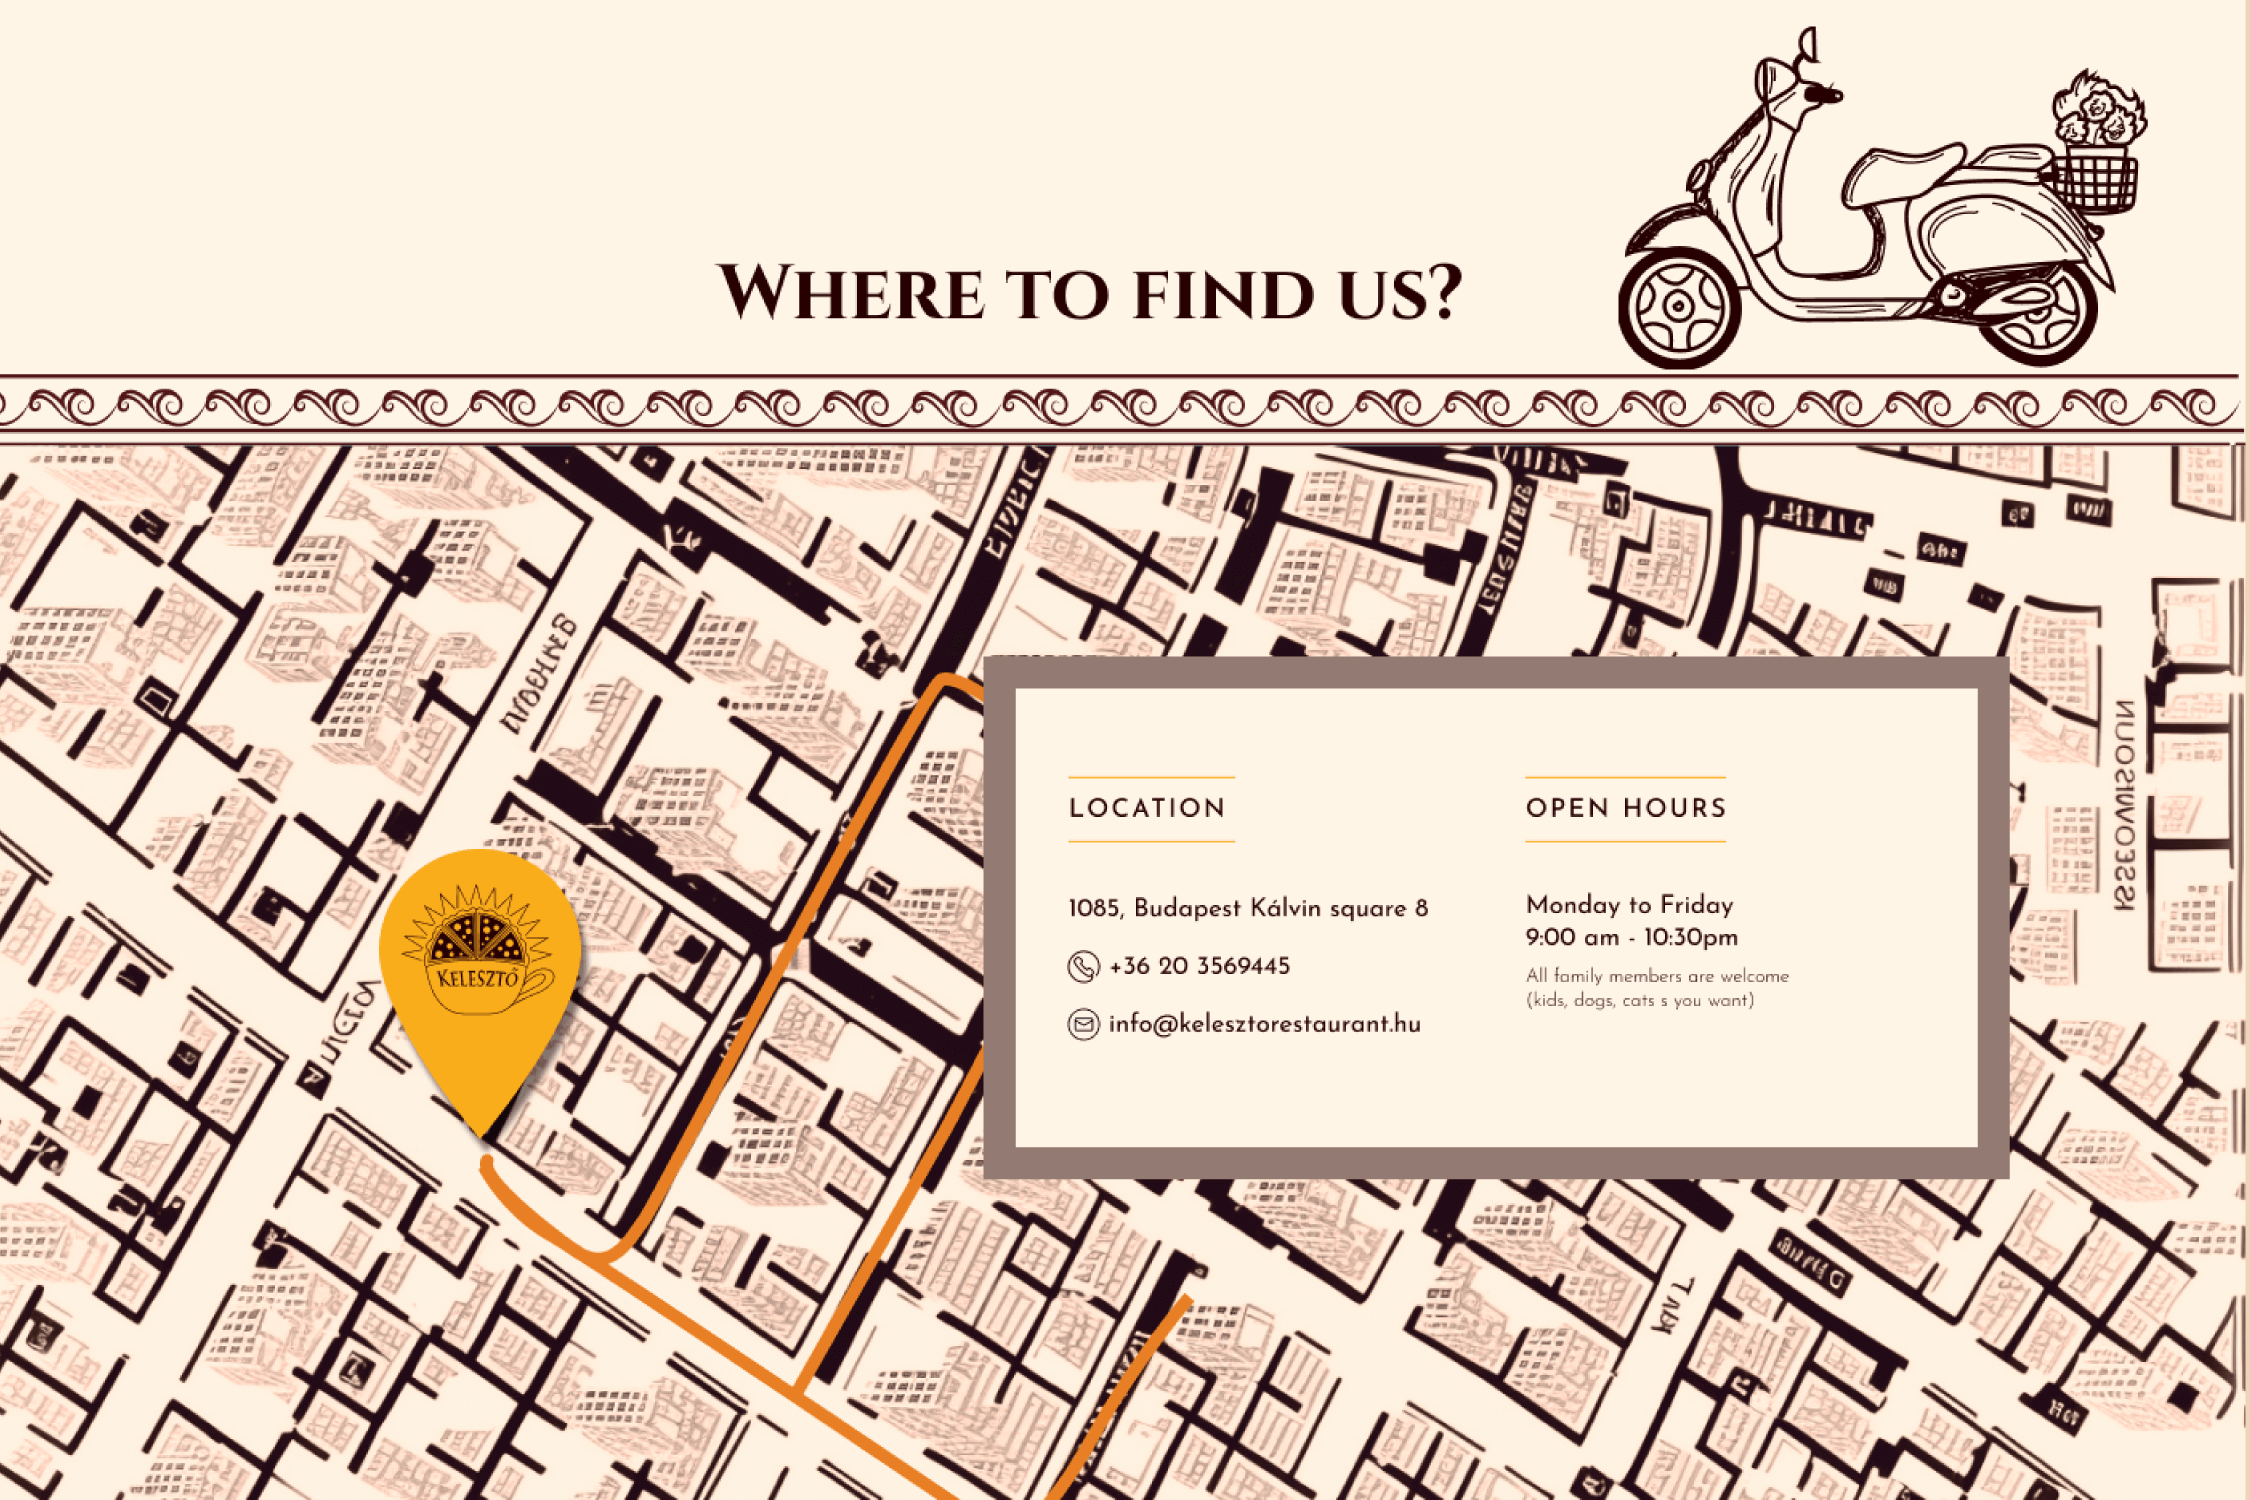 Where to find us?
KELESZTŐ
LOCATION
1085, Budapest Kálvin square 8
+36 20 3569445
info@kelesztorestaurant.hu
OPEN HOURS
Monday to Friday
9:00 am - 10:30pm
All family members are welcome
(kids, dogs, cats s you want)